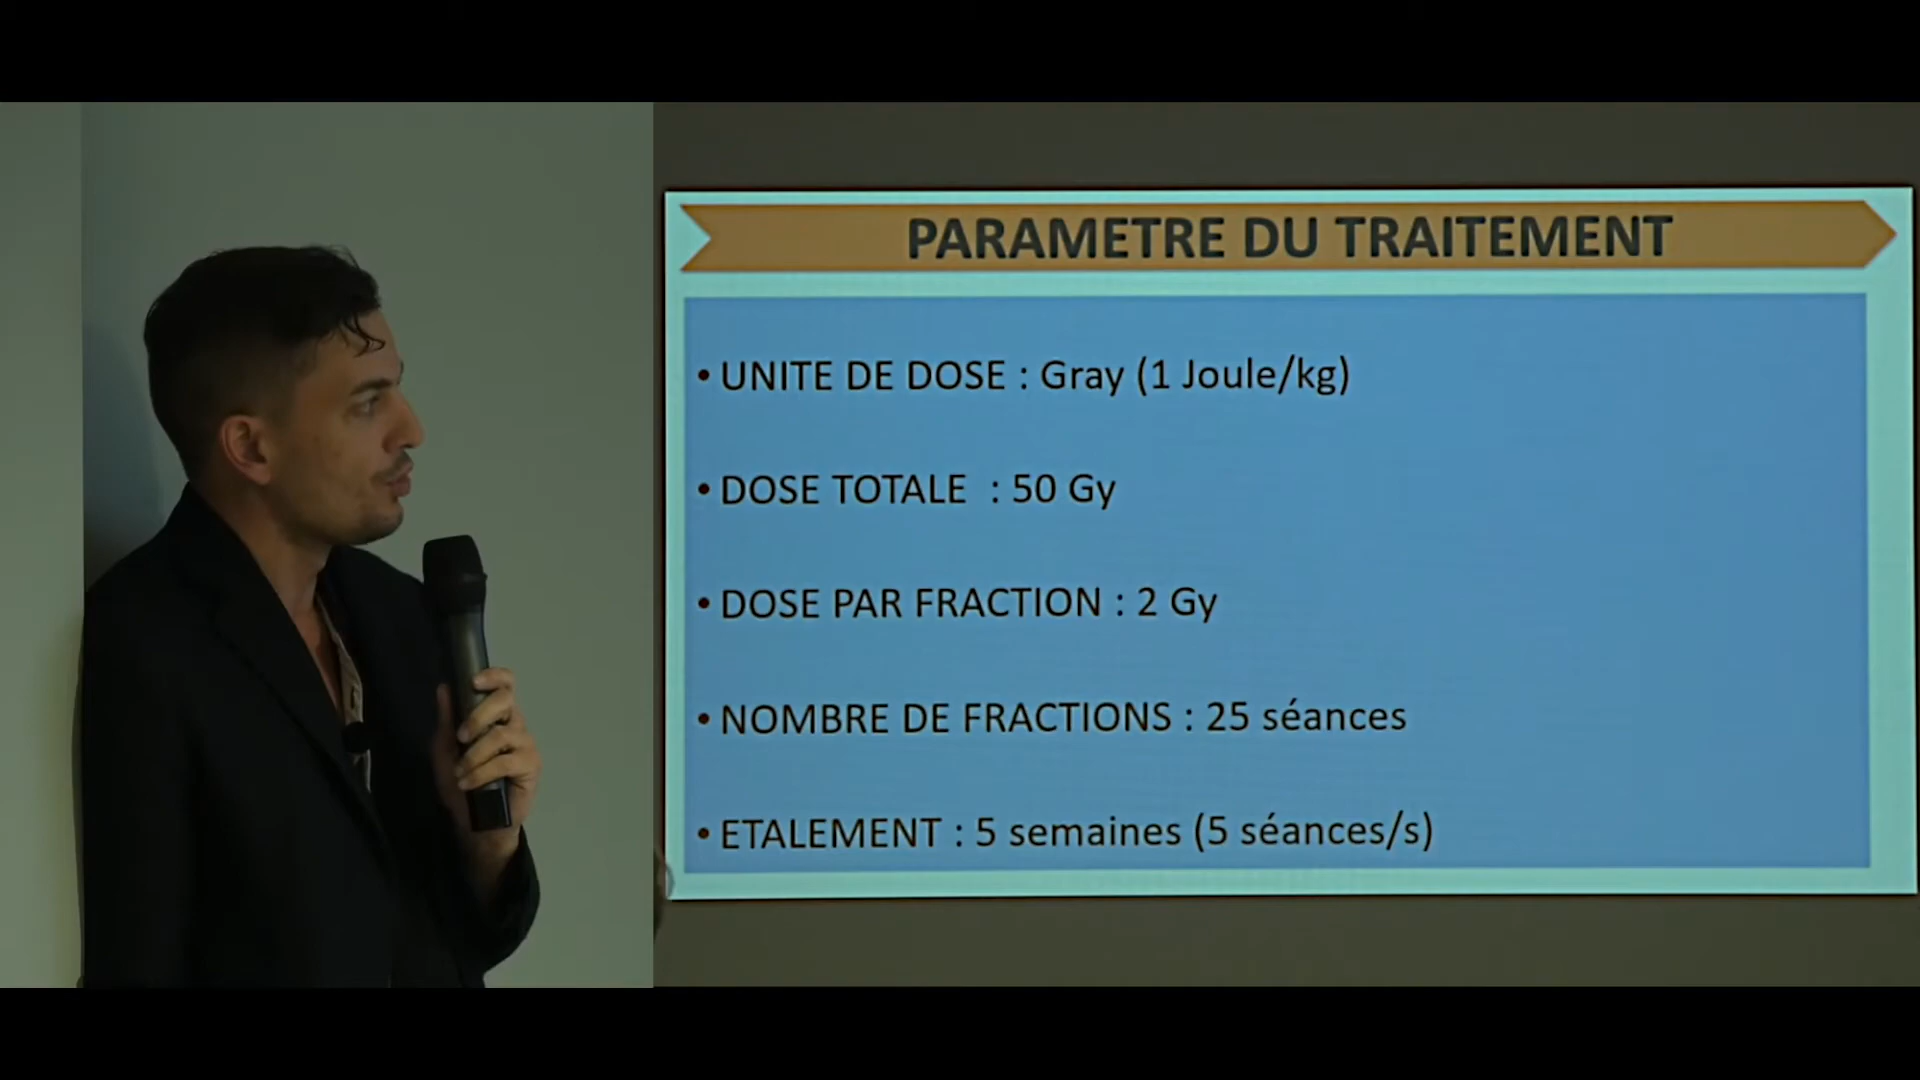 PARAMETRE DU TRAITEMENT
• UNITE DE DOSE : Gray (1 Joule/kg)
• DOSE TOTALE : 50 Gy
• DOSE PAR FRACTION : 2 Gy
• NOMBRE DE FRACTIONS : 25 séances
• ETALEMENT : 5 semaines (5 séances/s)